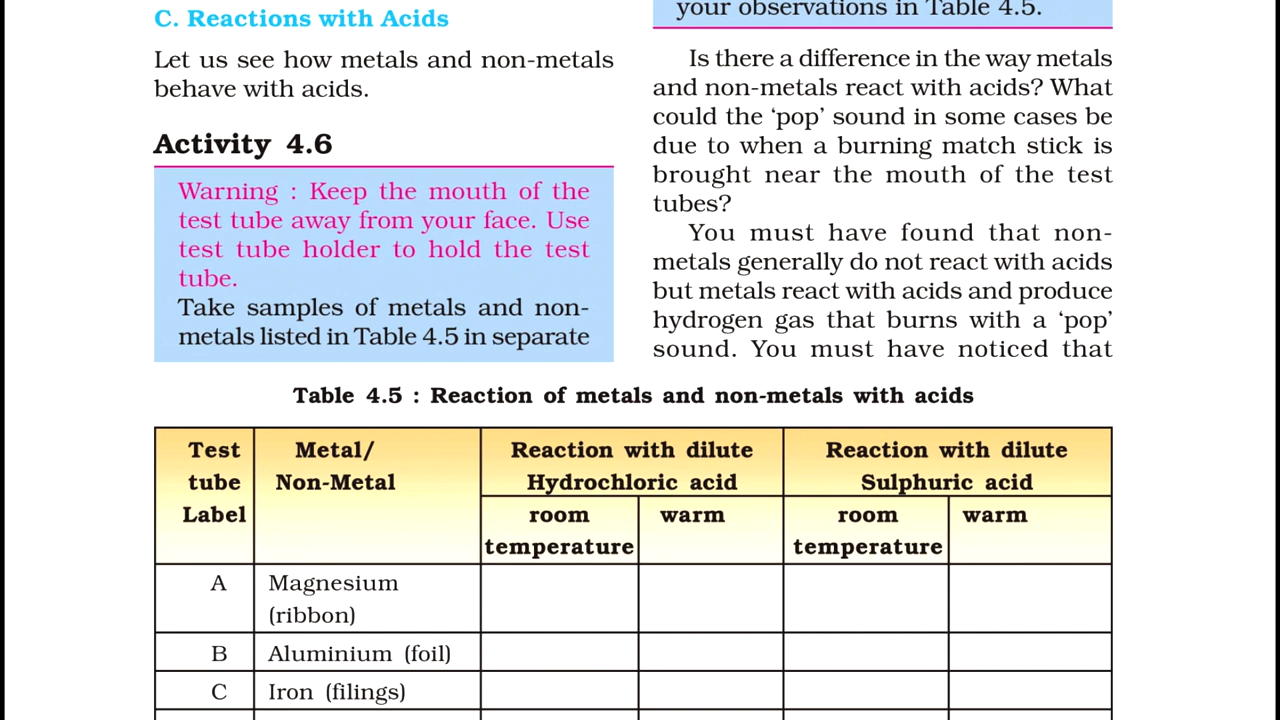 C. Reactions with Acids
Let us see how metals and non-metals
behave with acids.
Activity 4.6
Warning : Keep the mouth of the
test tube away from your face. Use
test tube holder to hold the test
tube.
Take samples of metals and non-
metals listed in Table 4.5 in separate
your observations in Table 4.5.
Is there a difference in the way metals
and non-metals react with acids? What
could the ‘pop’ sound in some cases be
due to when a burning match stick is
brought near the mouth of the test
tubes?
You must have found that non-
metals generally do not react with acids
but metals react with acids and produce
hydrogen gas that burns with a ‘pop’
sound. You must have noticed that
Table 4.5 : Reaction of metals and non-metals with acids
Test
tube
Label
Metal/
Non-Metal
Reaction with dilute
Hydrochloric acid
Reaction with dilute
Sulphuric acid
room
temperature
warm
room
temperature
warm
A
Magnesium
(ribbon)
B
Aluminium (foil)
C
Iron (filings)